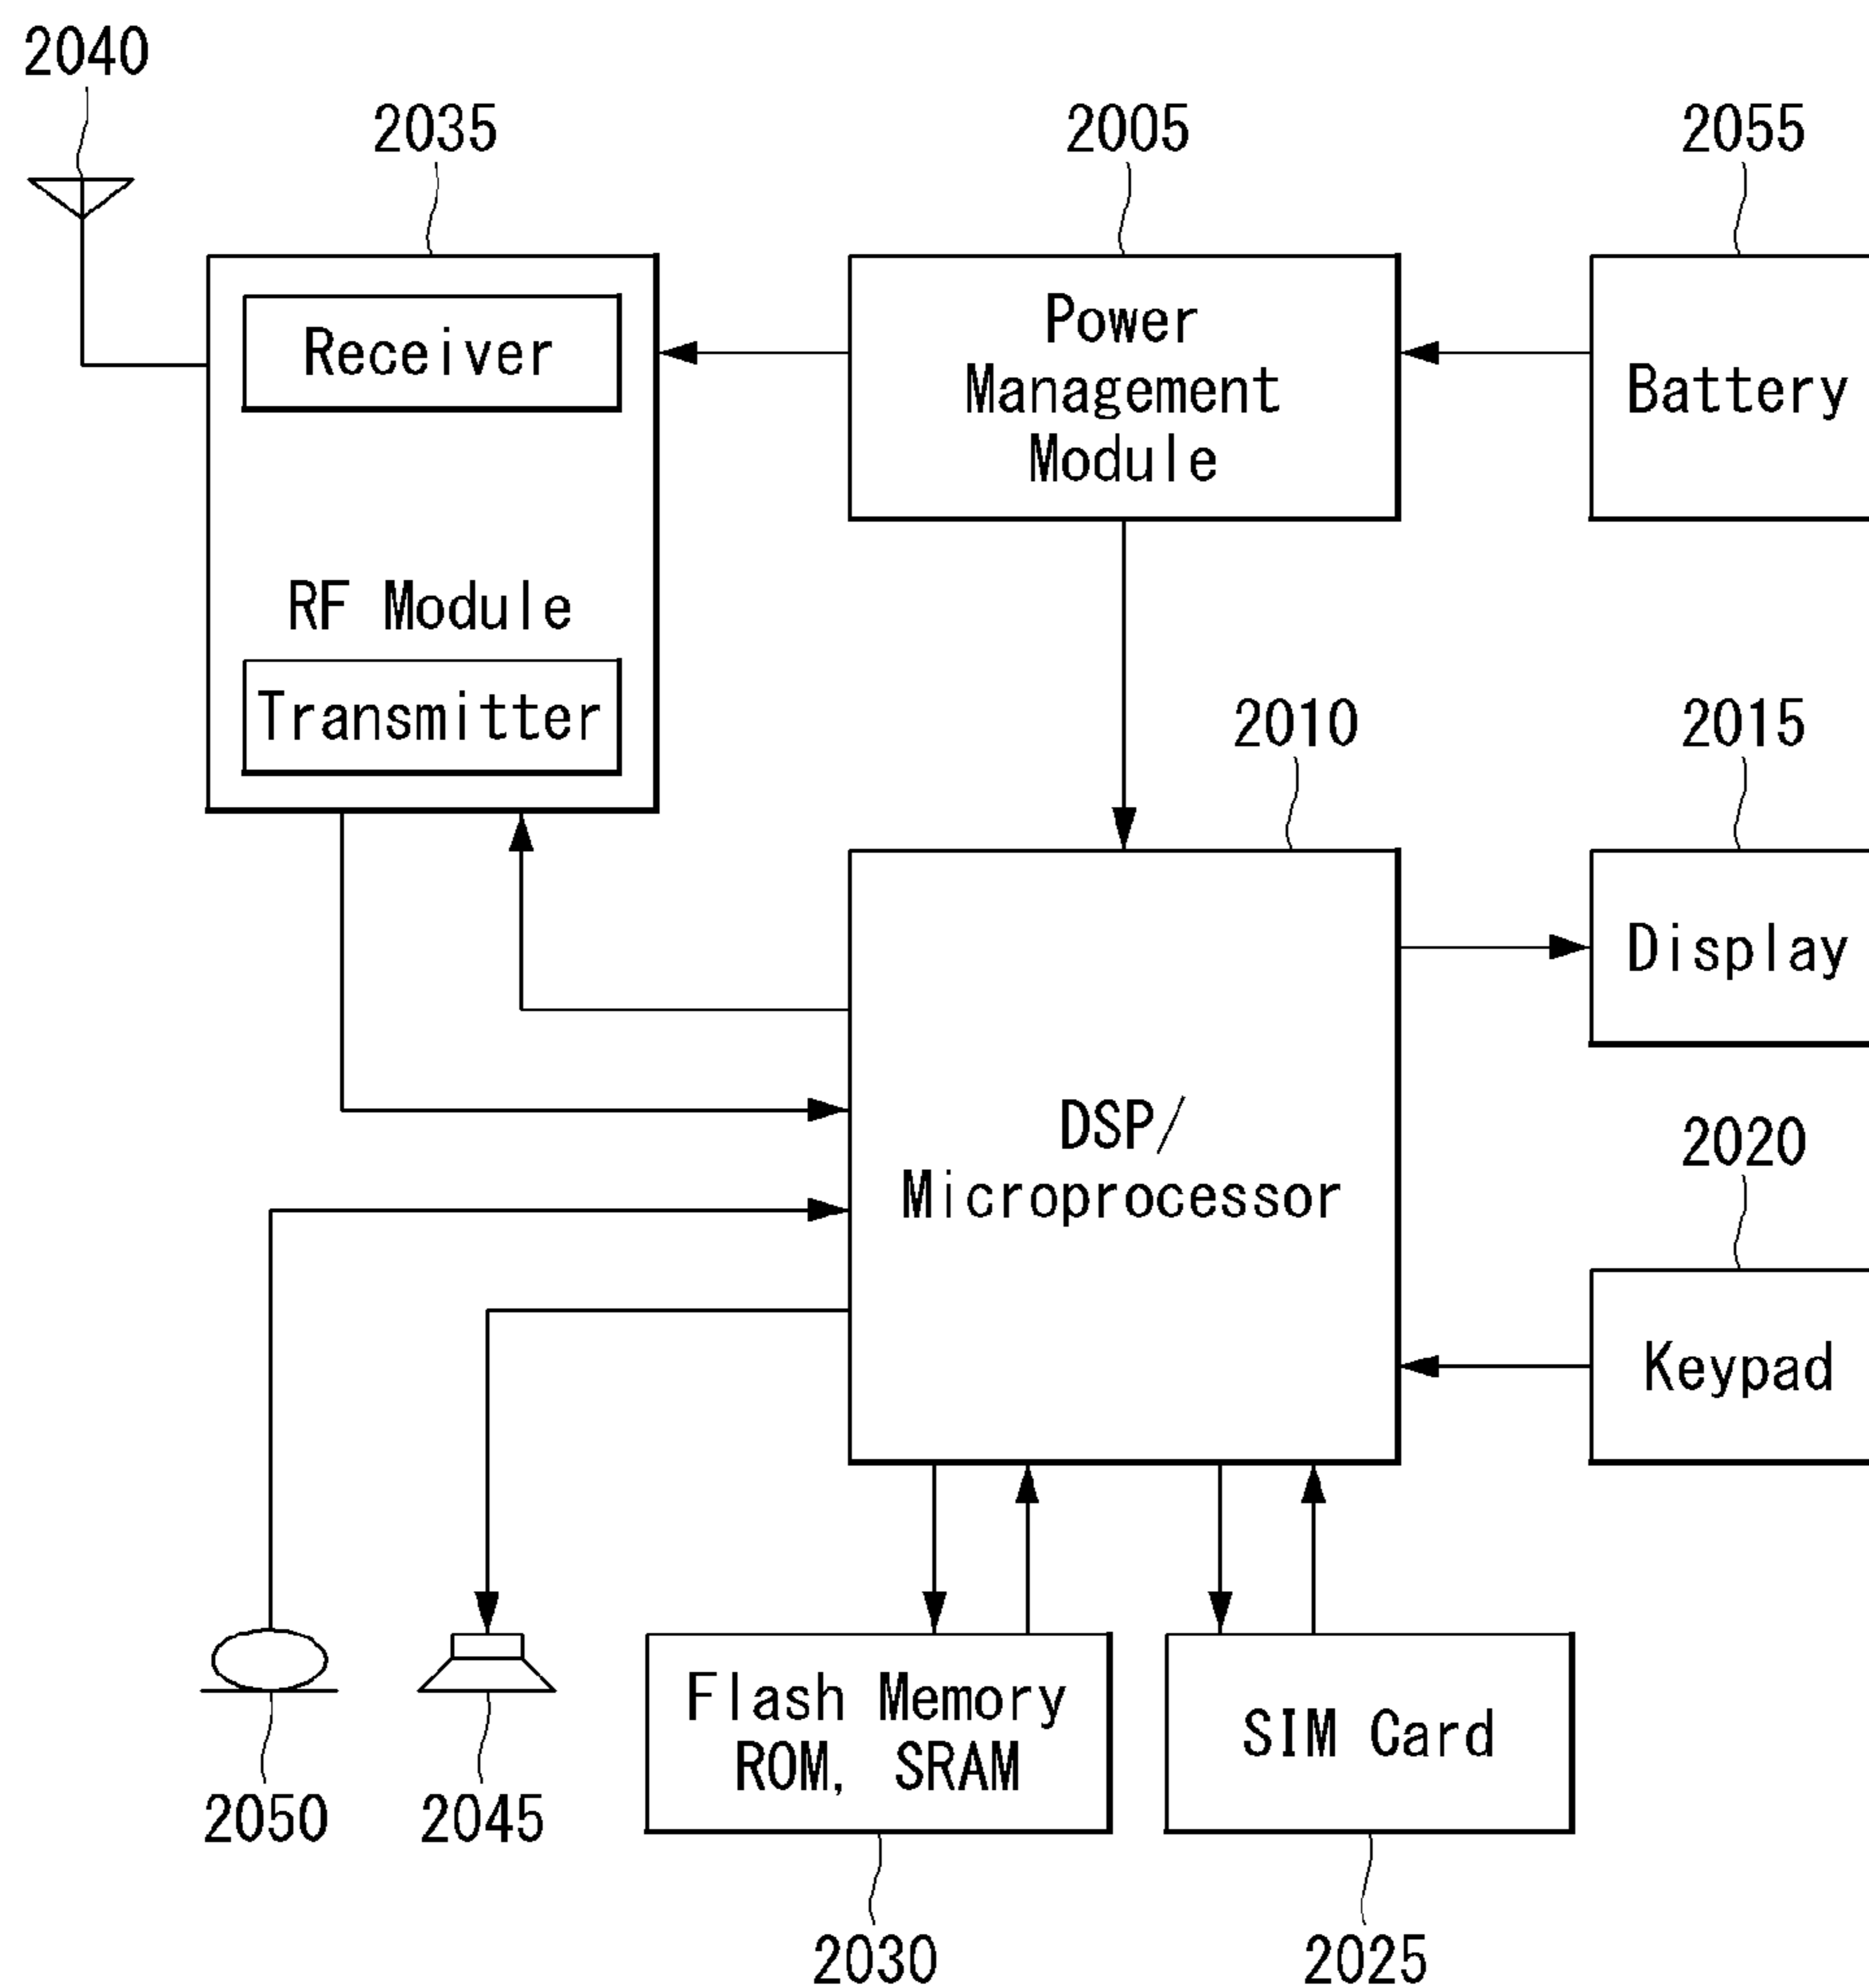 2040
2035
2005
2055
Receiver
Power
Management
Module
Battery
RF Module
Transmitter
2010
2015
Display
DSP/
Microprocessor
2020
Keypad
Flash Memory
ROM, SRAM
SIM Card
2050
2045
2030
2025